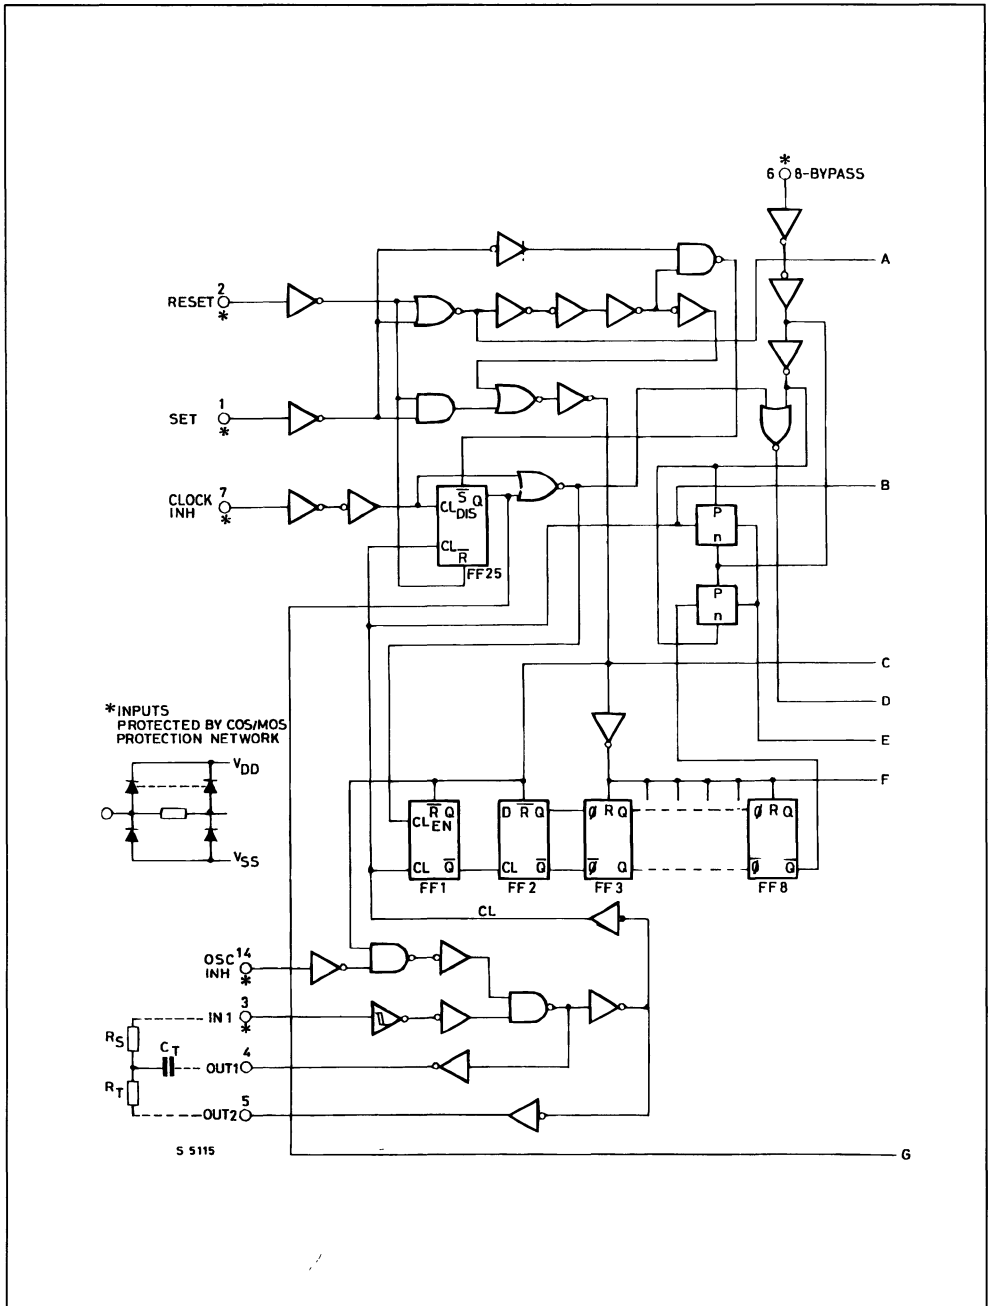 *
6 8-BYPASS
A
2
RESET
*
1
SET
*
7
CLOCK
INH
*
S̅ Q
CL DIS
CL R̅
FF25
B
P
n
P
n
C
D
E
F
*INPUTS
PROTECTED BY COS/MOS
PROTECTION NETWORK
VDD
VSS
R̅ Q
CL EN
CL Q̅
FF1
D R̅ Q
CL Q̅
FF2
Ø R Q
Ø̅ Q
FF3
Ø R Q
Ø̅ Q̅
FF8
CL
OSC 14
INH
*
3
IN1
*
RS
CT
4
OUT1
RT
5
OUT2
S 5115
G